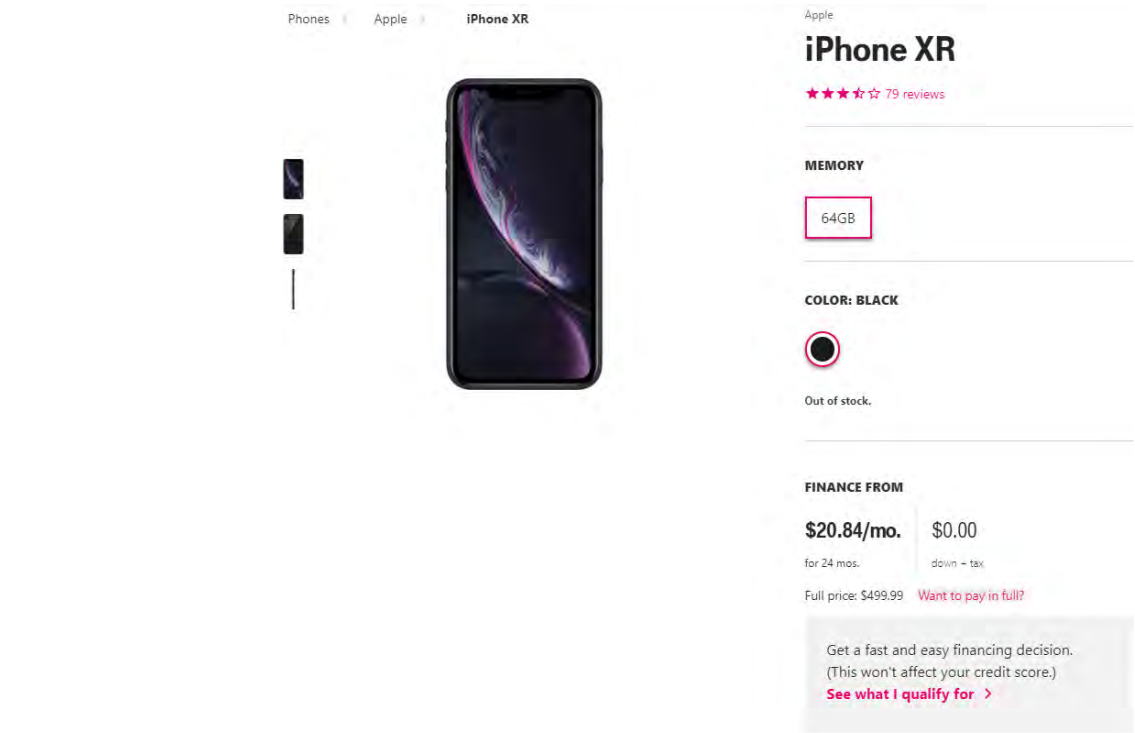 Phones
Apple
iPhone XR
Apple
iPhone XR
79 reviews
MEMORY
64GB
COLOR: BLACK
Out of stock.
FINANCE FROM
$20.84/mo. $0.00
for 24 mos. down + tax
Full price: $499.99 Want to pay in full?
Get a fast and easy financing decision.
(This won't affect your credit score.)
See what I qualify for